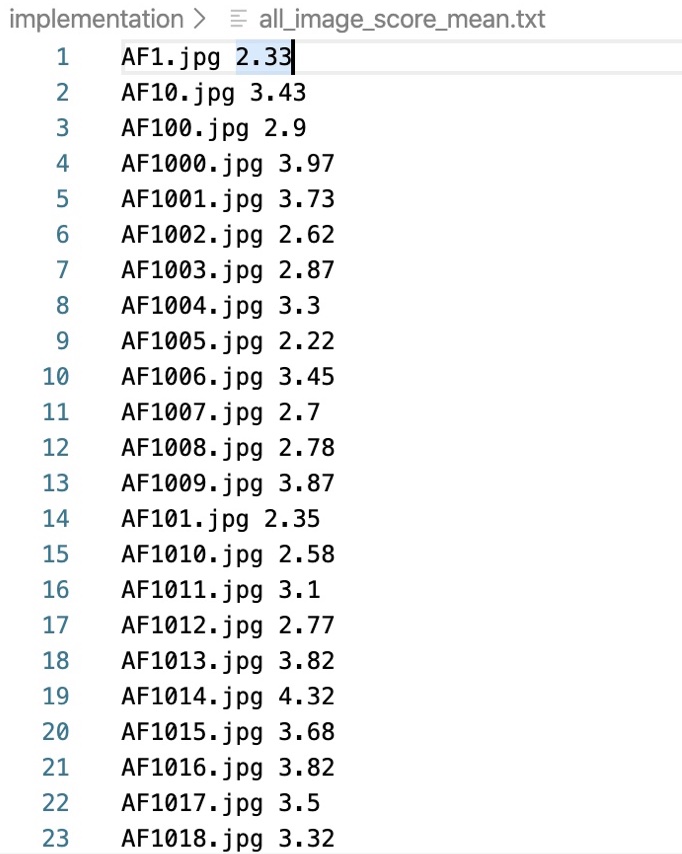 implementation > all_image_score_mean.txt
1 AF1.jpg 2.33
2 AF10.jpg 3.43
3 AF100.jpg 2.9
4 AF1000.jpg 3.97
5 AF1001.jpg 3.73
6 AF1002.jpg 2.62
7 AF1003.jpg 2.87
8 AF1004.jpg 3.3
9 AF1005.jpg 2.22
10 AF1006.jpg 3.45
11 AF1007.jpg 2.7
12 AF1008.jpg 2.78
13 AF1009.jpg 3.87
14 AF101.jpg 2.35
15 AF1010.jpg 2.58
16 AF1011.jpg 3.1
17 AF1012.jpg 2.77
18 AF1013.jpg 3.82
19 AF1014.jpg 4.32
20 AF1015.jpg 3.68
21 AF1016.jpg 3.82
22 AF1017.jpg 3.5
23 AF1018.jpg 3.32